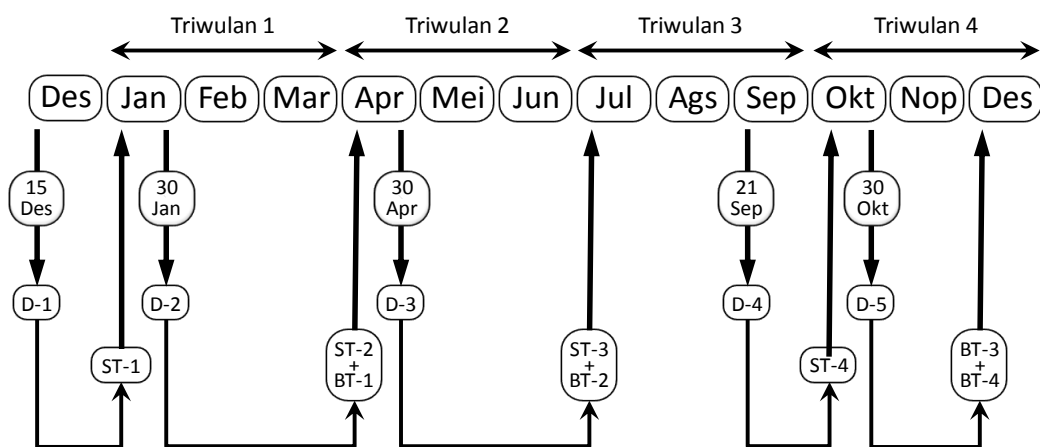 Triwulan 1
Triwulan 2
Triwulan 3
Triwulan 4
Des
Jan
Feb
Mar
Apr
Mei
Jun
Jul
Ags
Sep
Okt
Nop
Des
15
Des
30
Jan
30
Apr
21
Sep
30
Okt
D-1
D-2
D-3
D-4
D-5
ST-1
ST-2
+
BT-1
ST-3
+
BT-2
ST-4
BT-3
+
BT-4